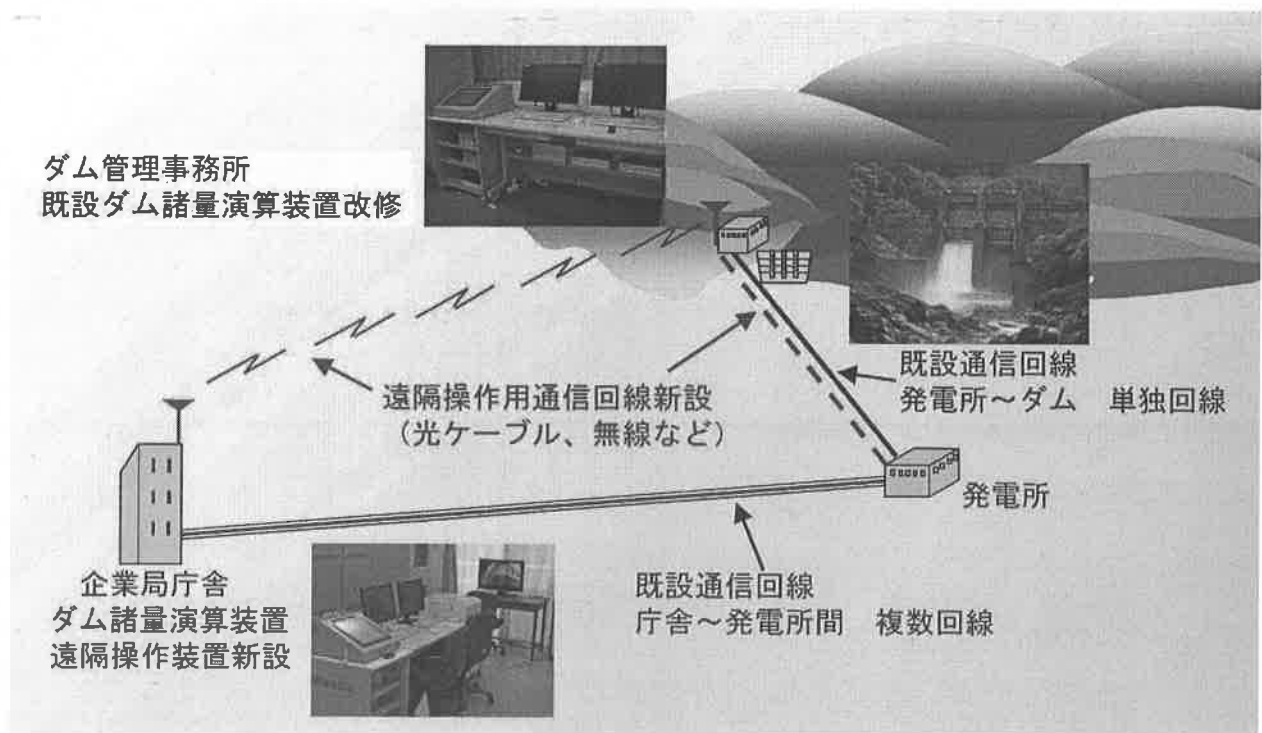 ダム管理事務所
既設ダム諸量演算装置改修
既設通信回線
発電所～ダム　単独回線
遠隔操作用通信回線新設
（光ケーブル、無線など）
発電所
企業局庁舎
ダム諸量演算装置
遠隔操作装置新設
既設通信回線
庁舎～発電所間　複数回線